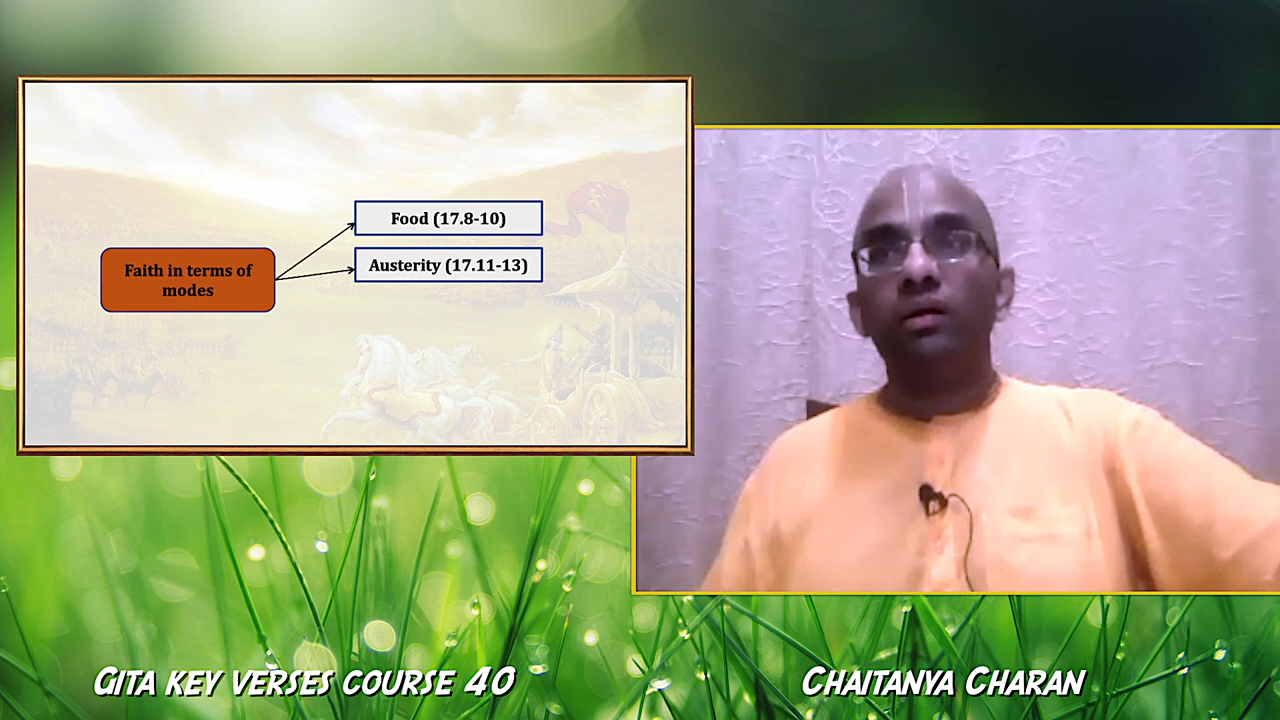 Food (17.8-10)
Austerity (17.11-13)
Faith in terms of
modes
GITA KEY VERSES COURSE 40
CHAITANYA CHARAN